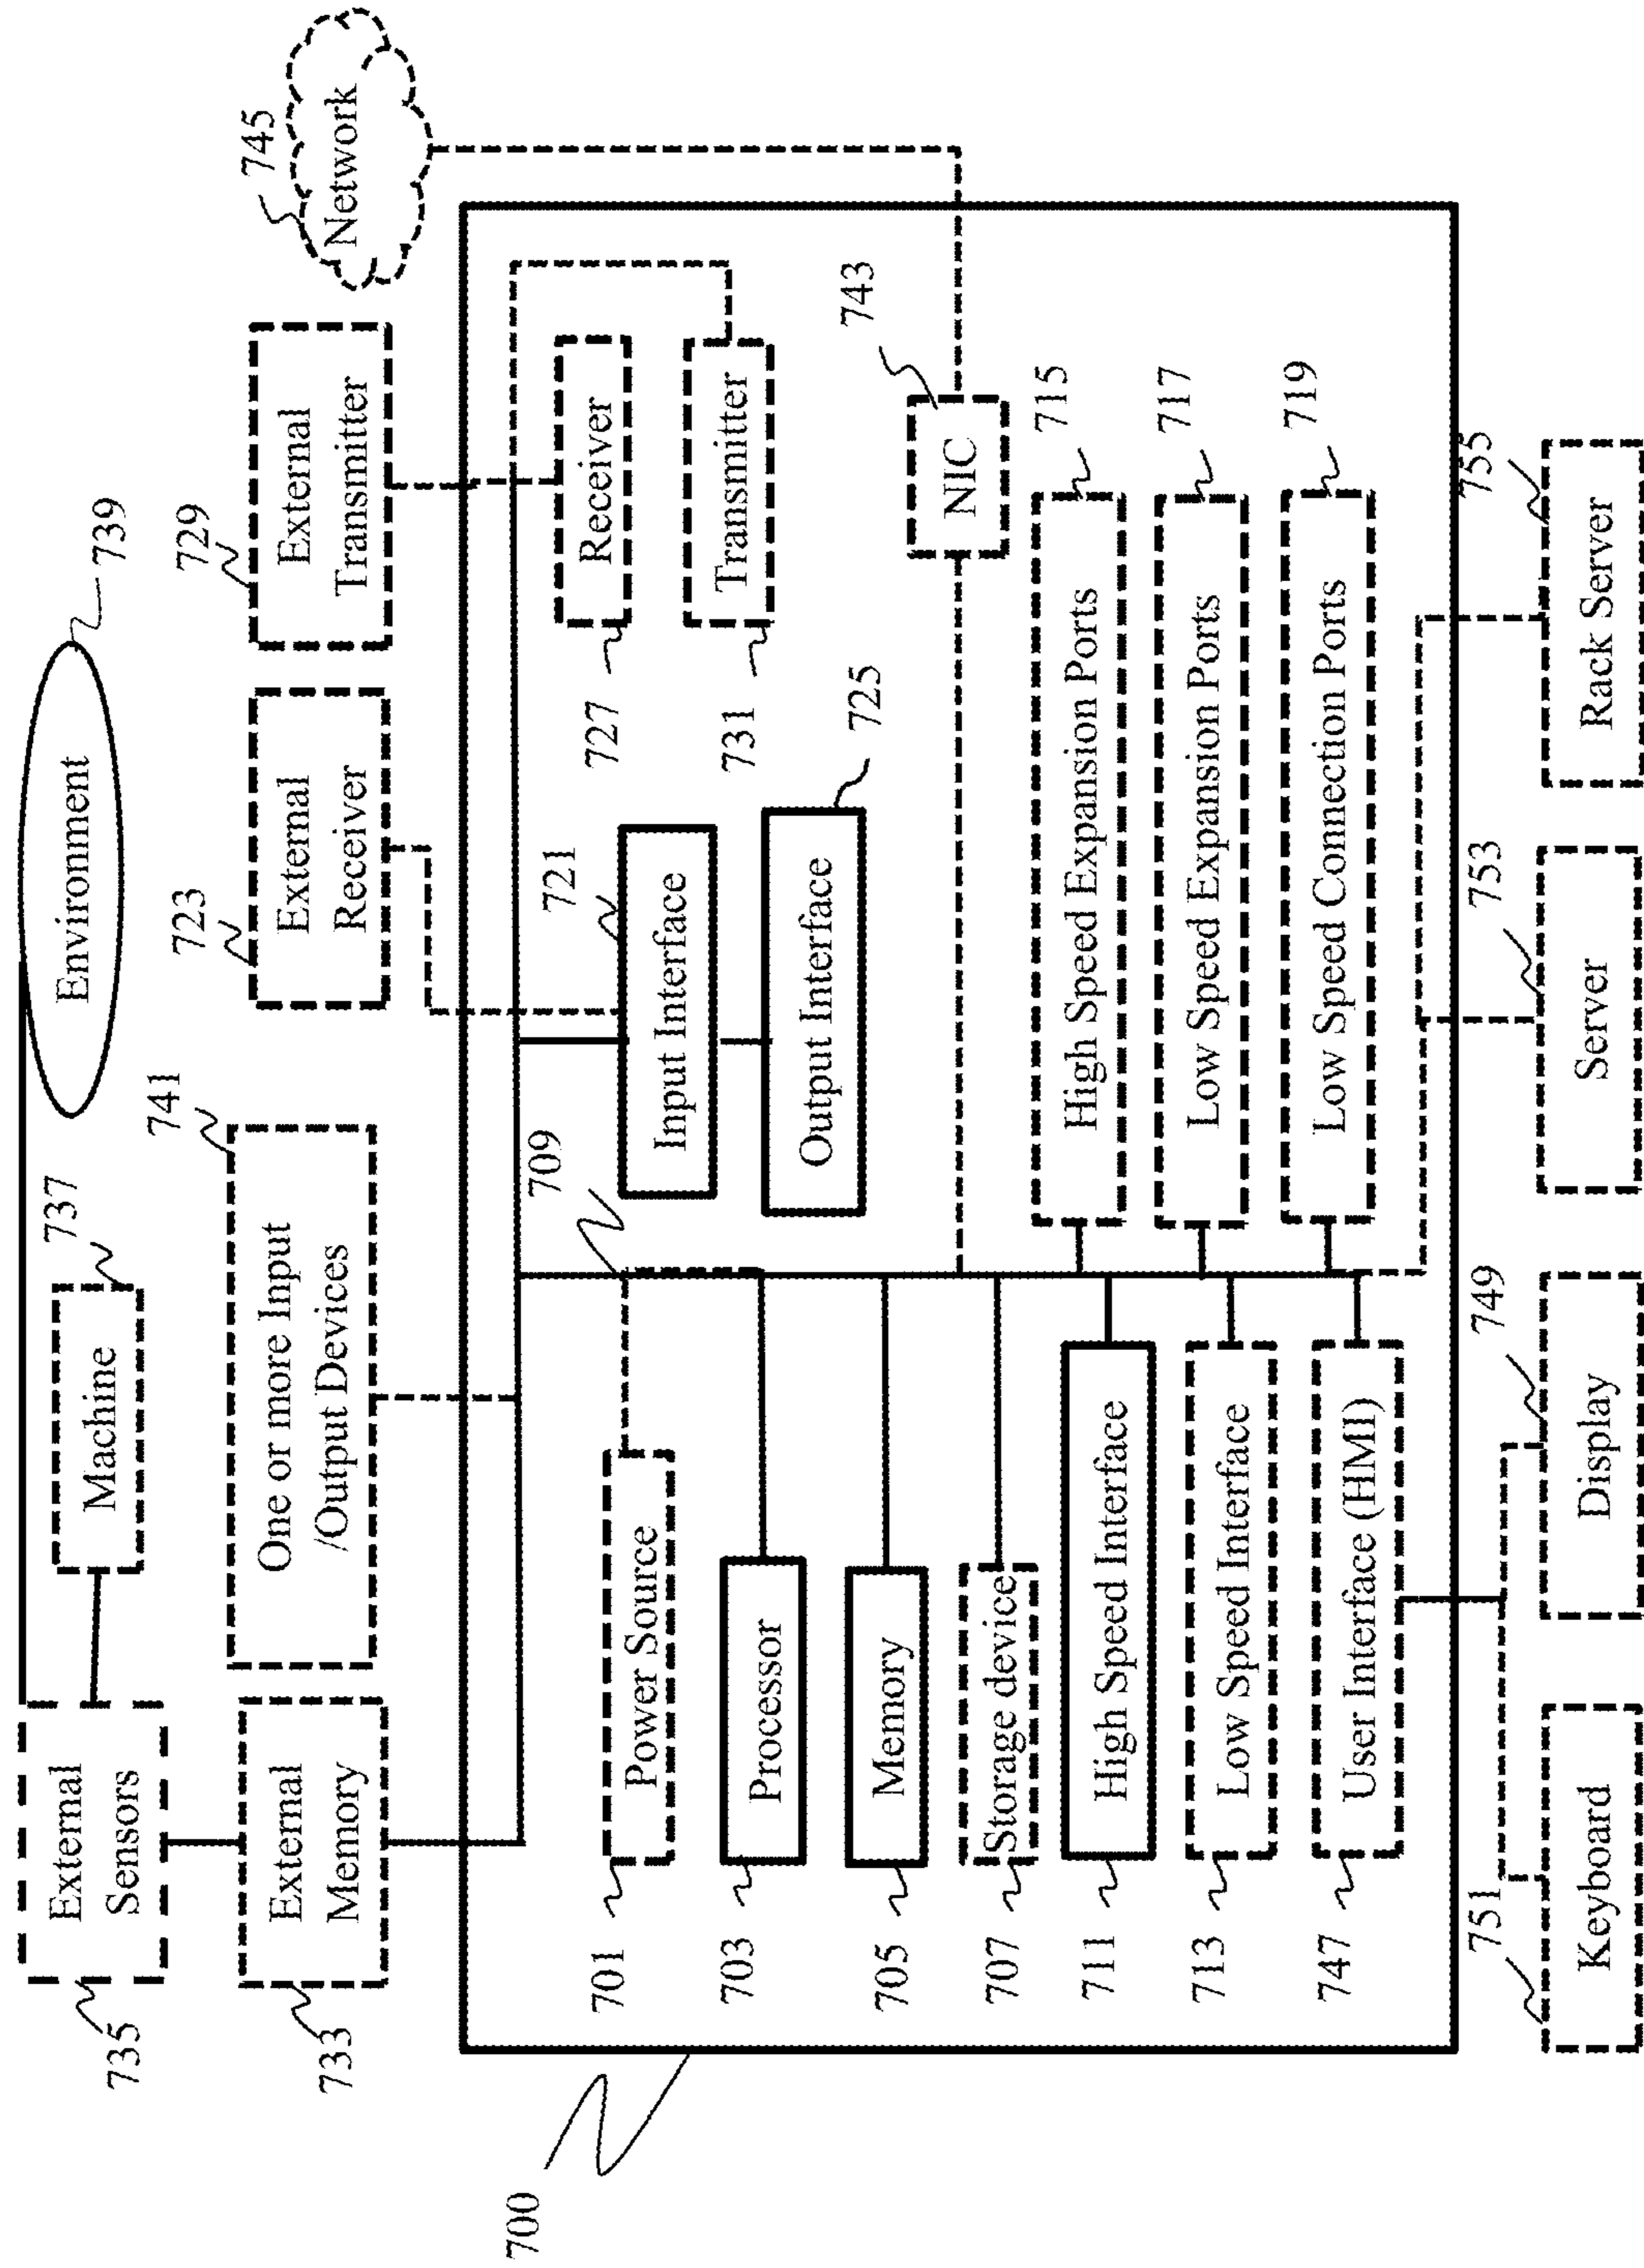 735
External
Sensors
737
Machine
Environment
739
733
External
Memory
741
One or more Input
/Output Devices
723
External
Receiver
729
External
Transmitter
745
Network
700
701
Power Source
703
Processor
705
Memory
707
Storage device
711
High Speed Interface
713
Low Speed Interface
747
User Interface (HMI)
709
721
Input Interface
725
Output Interface
727
Receiver
731
Transmitter
743
NIC
715
High Speed Expansion Ports
717
Low Speed Expansion Ports
719
Low Speed Connection Ports
751
Keyboard
749
Display
753
Server
755
Rack Server